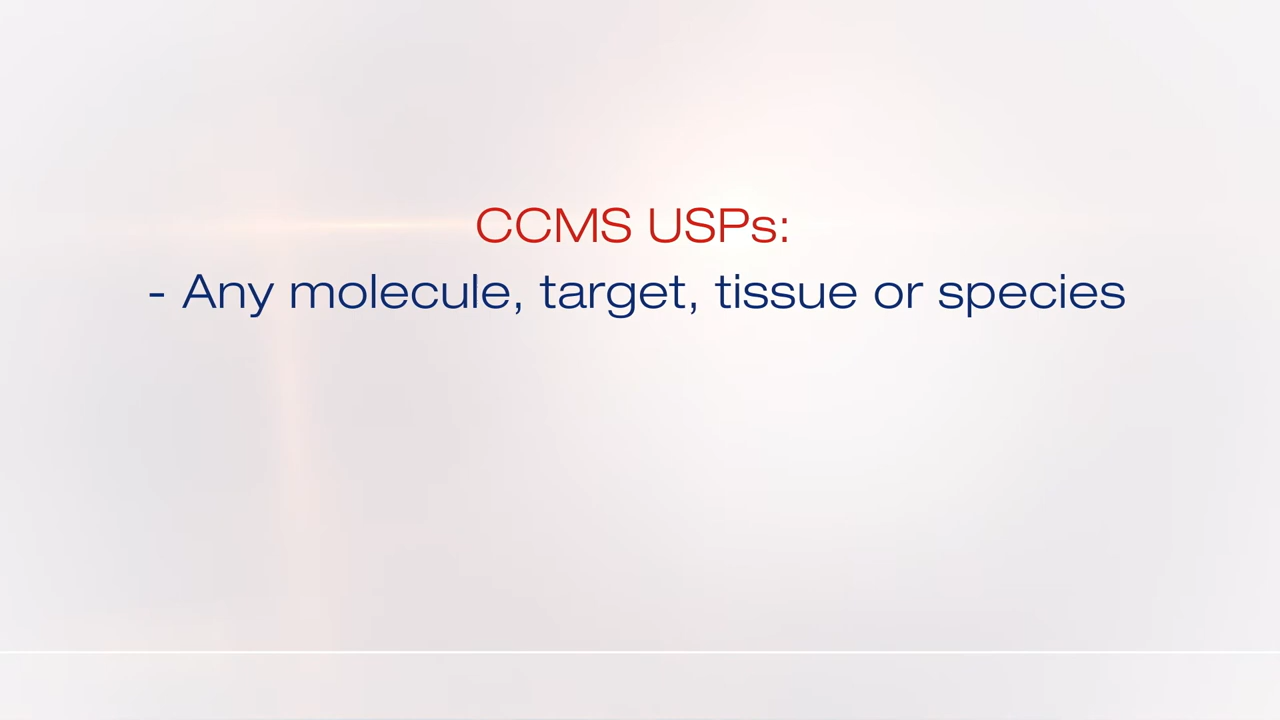 CCMS USPs:
- Any molecule, target, tissue or species